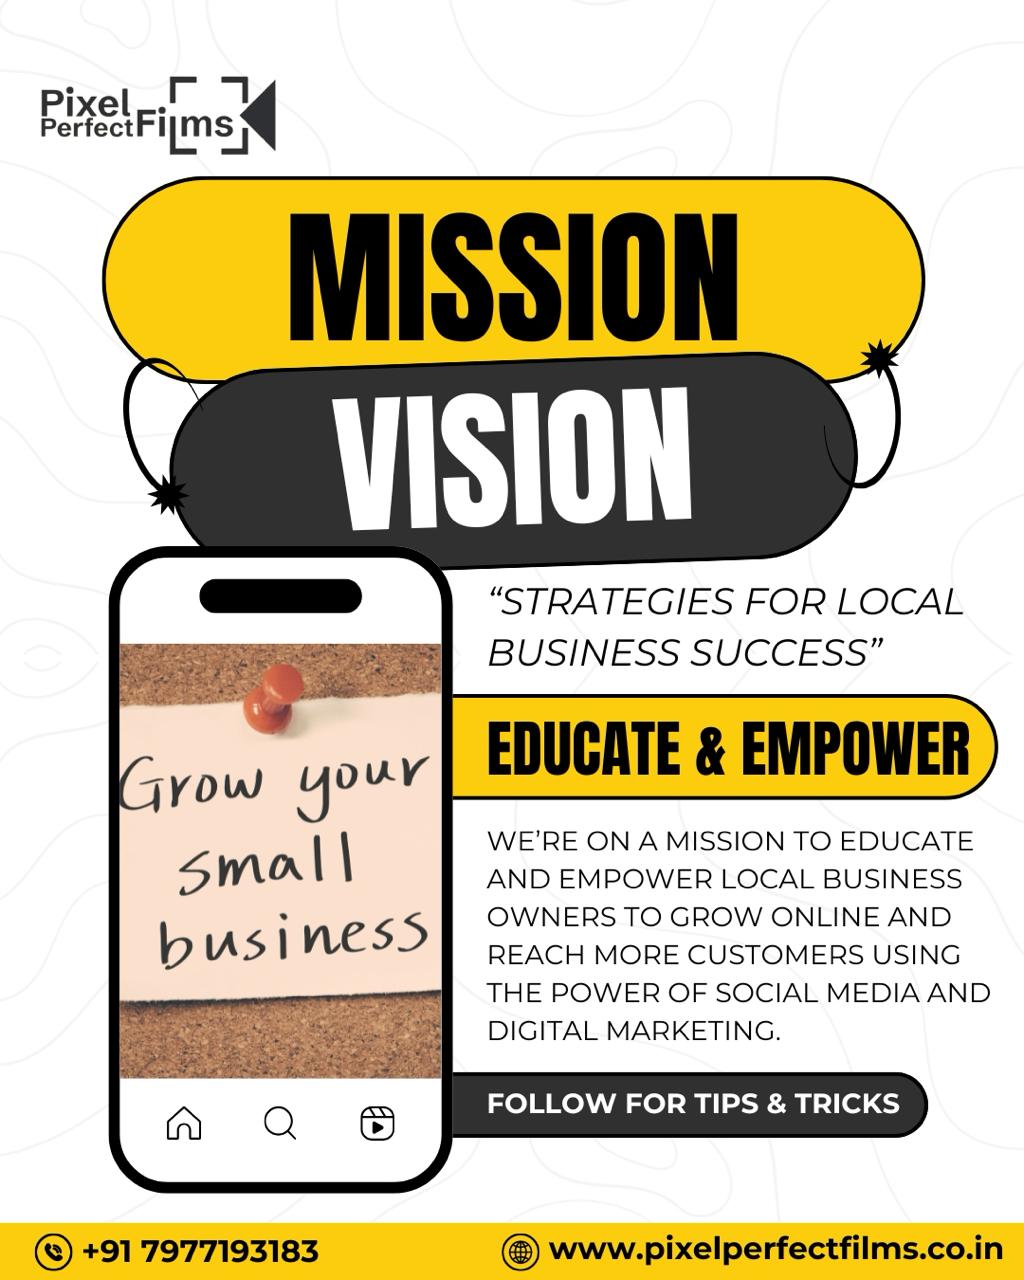 Pixel
Perfect Films
MISSION
VISION
“STRATEGIES FOR LOCAL
BUSINESS SUCCESS”
EDUCATE & EMPOWER
Grow your
small
business
WE’RE ON A MISSION TO EDUCATE
AND EMPOWER LOCAL BUSINESS
OWNERS TO GROW ONLINE AND
REACH MORE CUSTOMERS USING
THE POWER OF SOCIAL MEDIA AND
DIGITAL MARKETING.
FOLLOW FOR TIPS & TRICKS
+91 7977193183
www.pixelperfectfilms.co.in